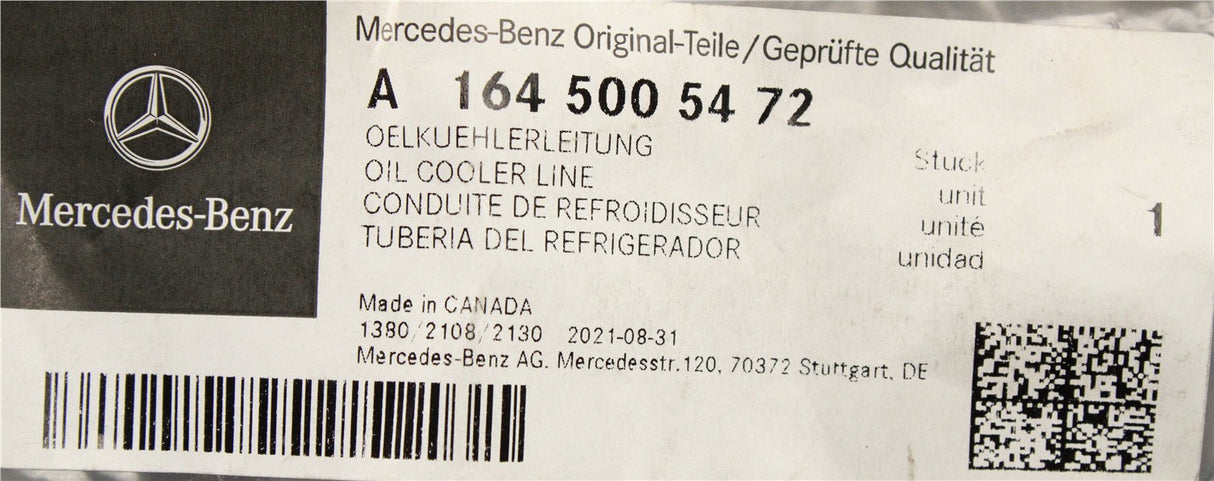 Mercedes-Benz
Mercedes-Benz Original-Teile/Geprüfte Qualität
A 164 500 54 72
OELKUEHLERLEITUNG
OIL COOLER LINE
CONDUITE DE REFROIDISSEUR
TUBERIA DEL REFRIGERADOR
Stück
unit
unité
unidad
1
Made in CANADA
1380/2108/2130 2021-08-31
Mercedes-Benz AG, Mercedesstr.120, 70372 Stuttgart, DE